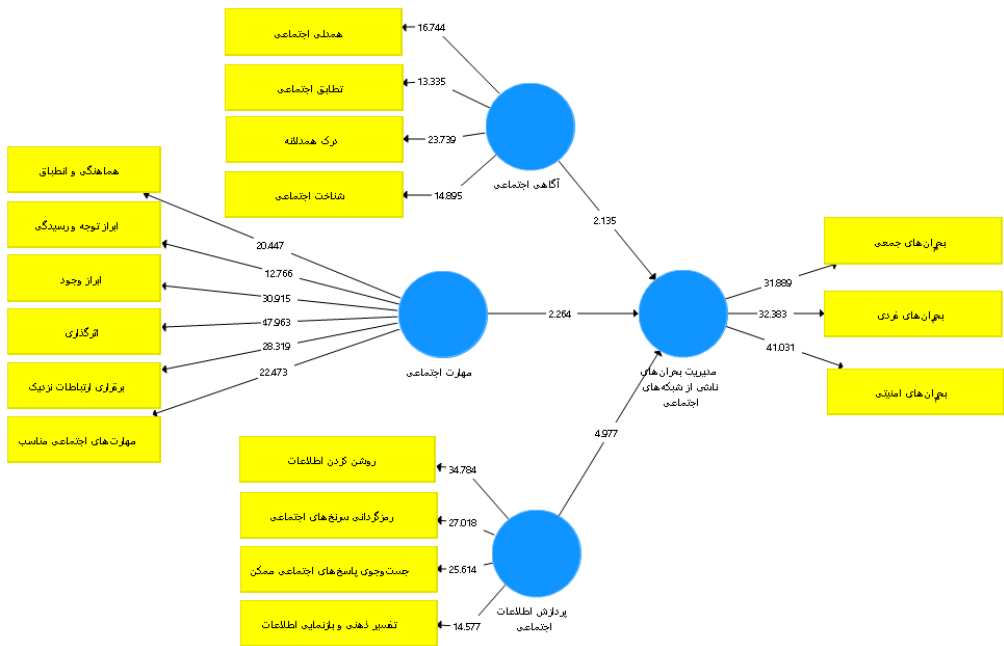 همدلی اجتماعی
16.744
تطابق اجتماعی
13.335
درک همدلانه
23.739
شناخت اجتماعی
14.895
آگاهی اجتماعی
2.135
هماهنگی و انطباق
20.447
ابراز توجه و رسیدگی
12.766
ابراز وجود
30.915
اثرگذاری
47.963
برقراری ارتباطات نزدیک
28.319
مهارت‌های اجتماعی مناسب
22.473
مهارت اجتماعی
2.264
بحران‌های جمعی
31.889
بحران‌های فردی
32.383
بحران‌های امنیتی
41.031
مدیریت بحران‌های
ناشی از شبکه‌های
اجتماعی
4.977
روشن کردن اطلاعات
34.784
رمزگردانی سرنخ‌های اجتماعی
27.018
جست‌وجوی پاسخ‌های اجتماعی ممکن
25.614
تفسیر ذهنی و بازنمایی اطلاعات
14.577
پردازش اطلاعات
اجتماعی